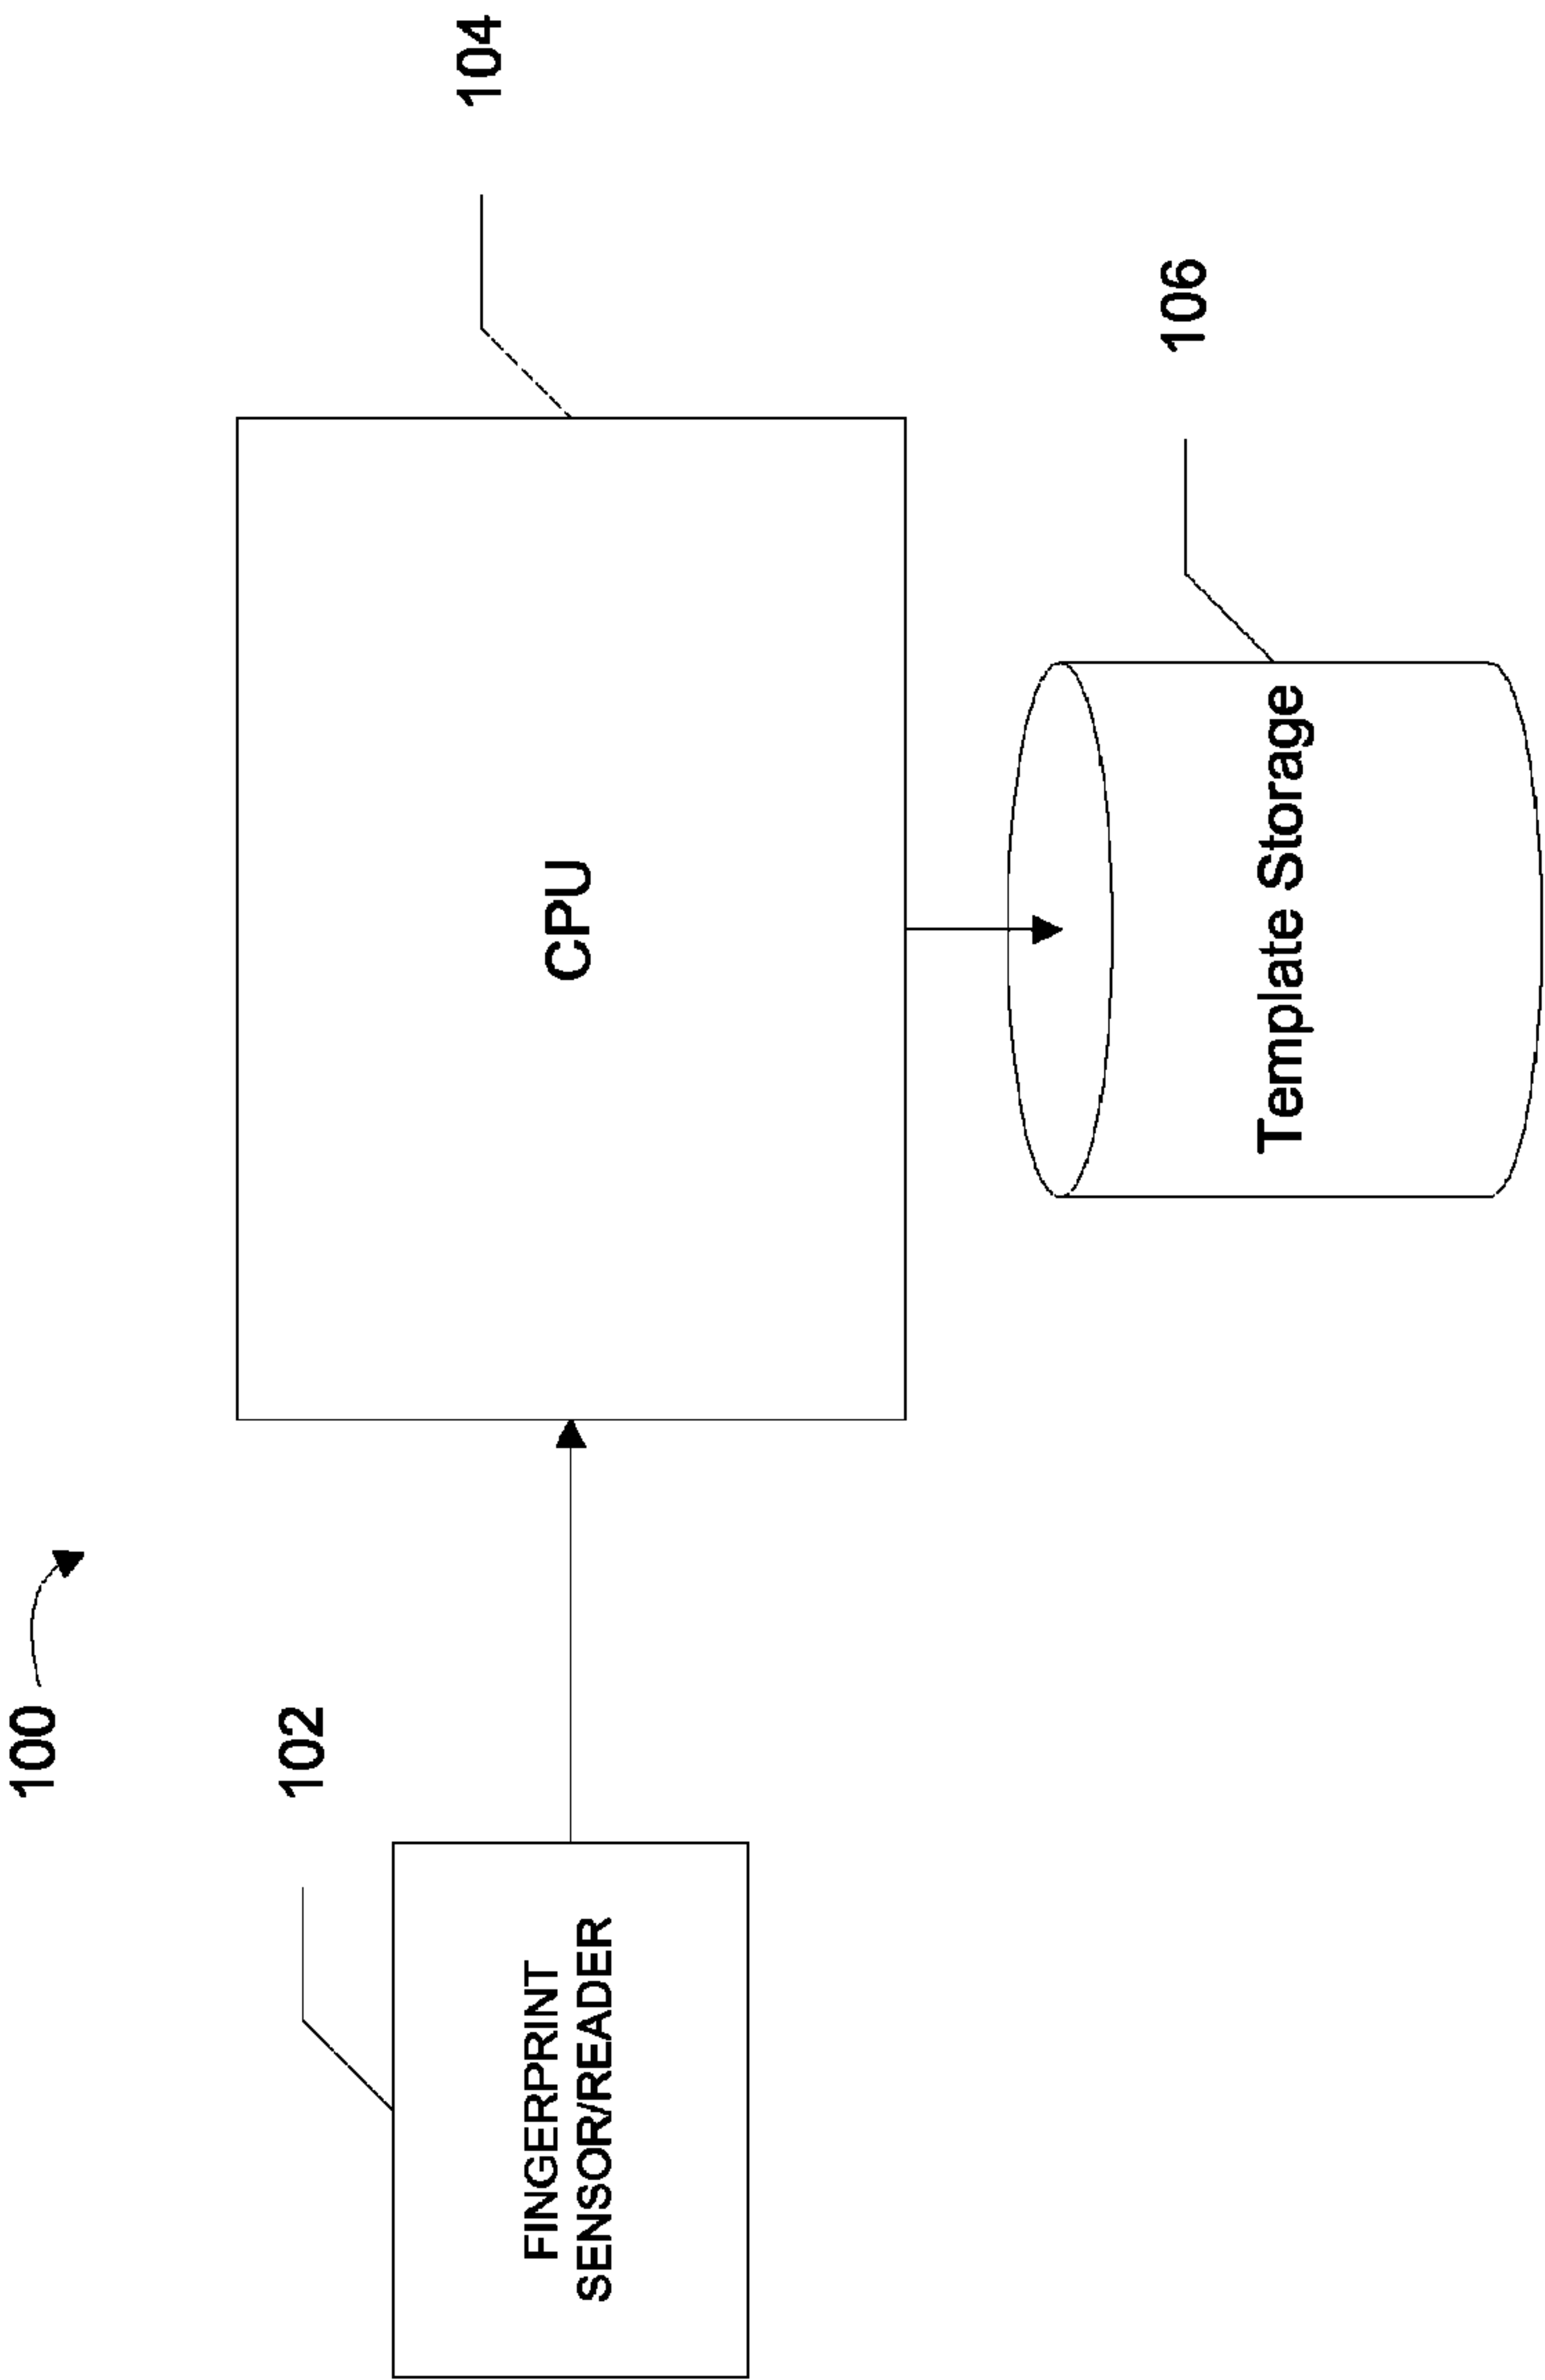 100
102
104
FINGERPRINT
SENSOR/READER
CPU
106
Template Storage